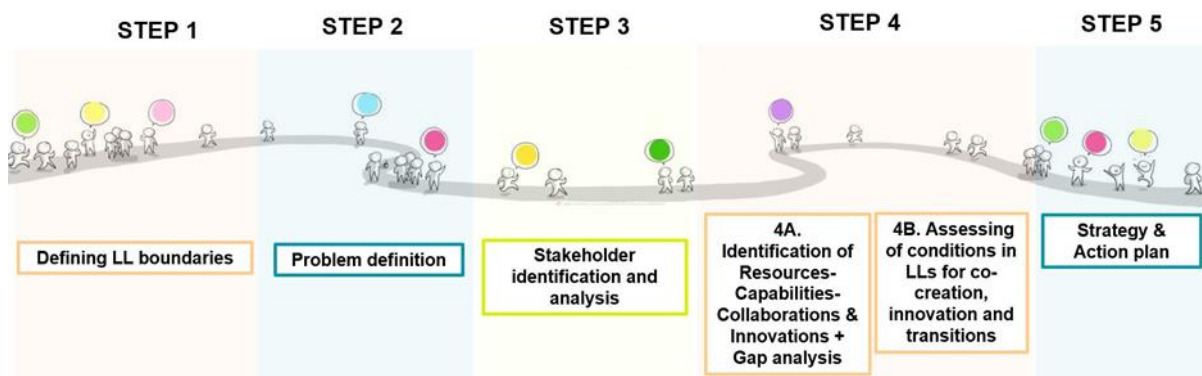 STEP 1
STEP 2
STEP 3
STEP 4
STEP 5
Defining LL boundaries
Problem definition
Stakeholder
identification and
analysis
4A.
Identification of
Resources-
Capabilities-
Collaborations &
Innovations +
Gap analysis
4B. Assessing
of conditions in
LLs for co-
creation,
innovation and
transitions
Strategy &
Action plan